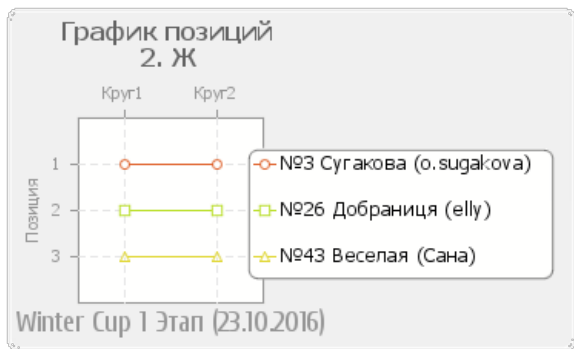 График позиций
2. Ж
Круг1 Круг2
Позиция
1
2
3
№3 Сугакова (o.sugakova)
№26 Добраниця (elly)
№43 Веселая (Сана)
Winter Cup 1 Этап (23.10.2016)